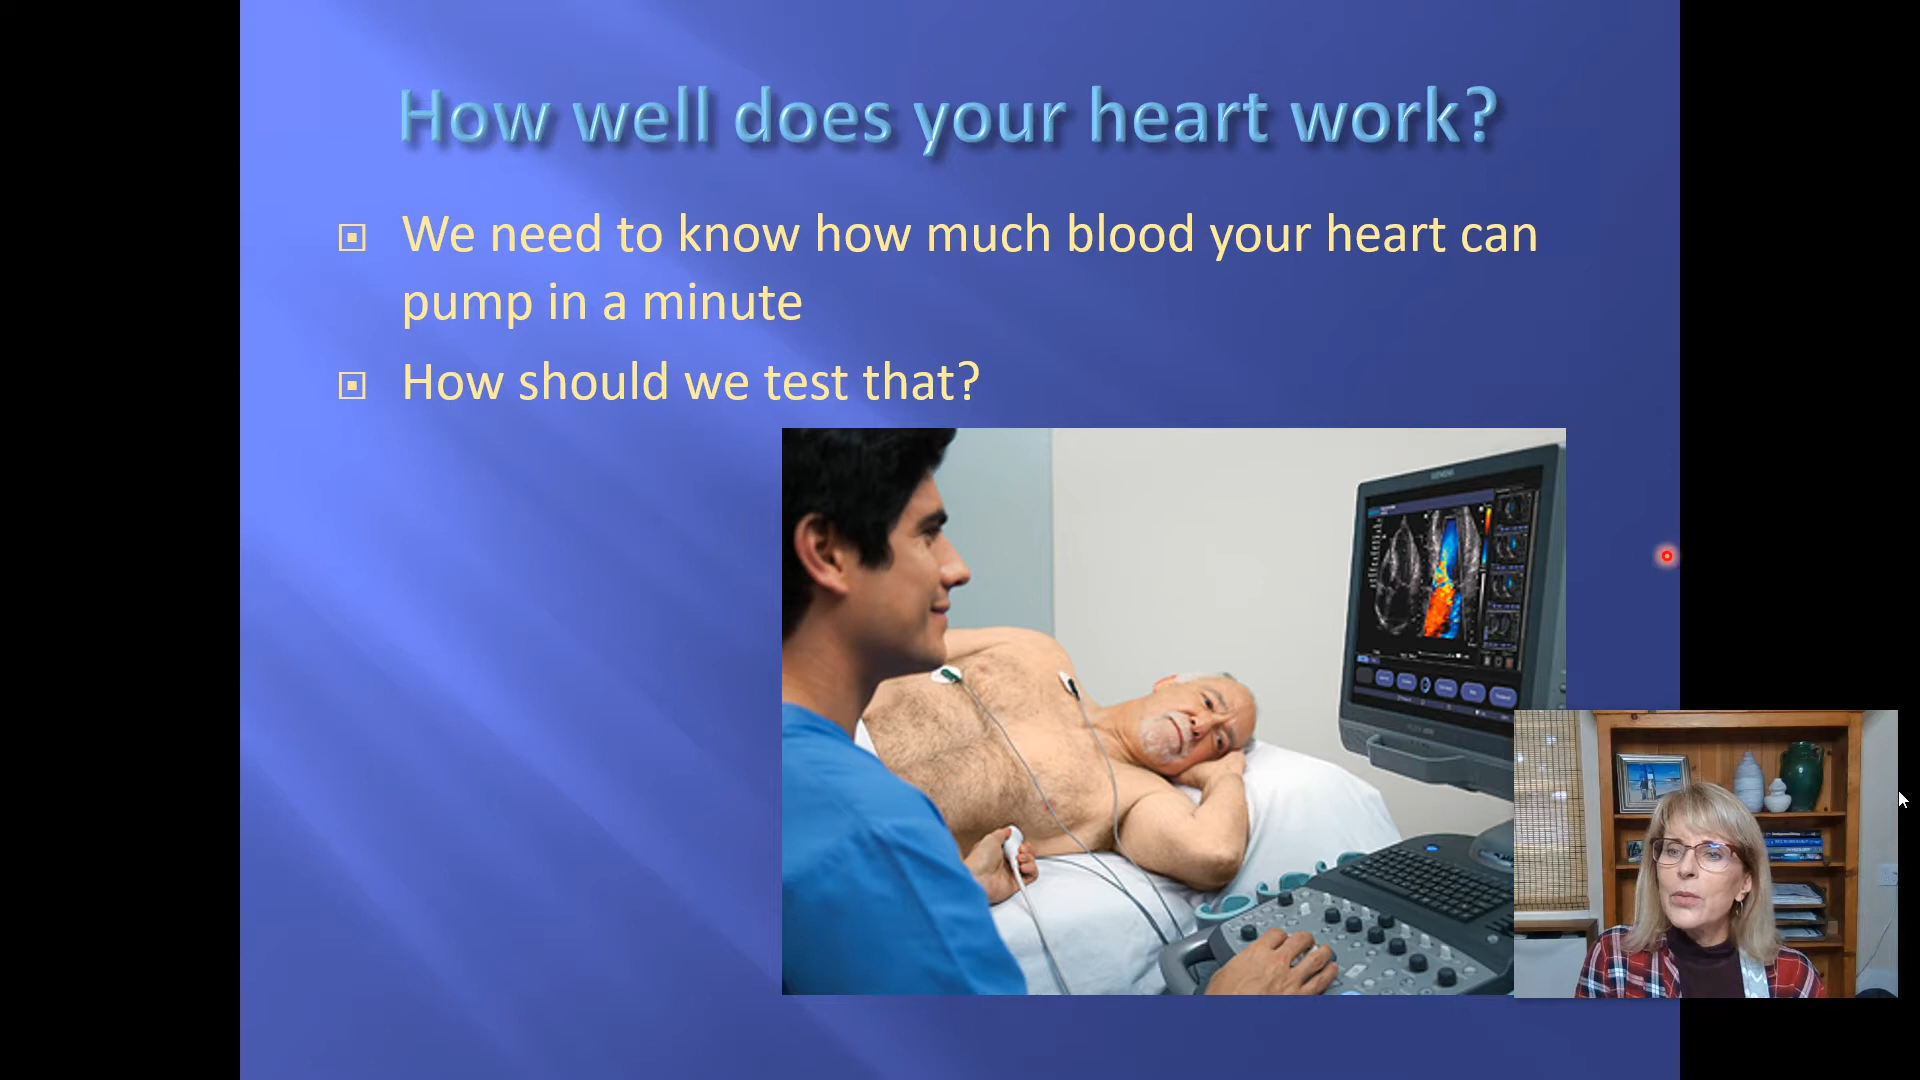 How well does your heart work?
We need to know how much blood your heart can
pump in a minute
How should we test that?